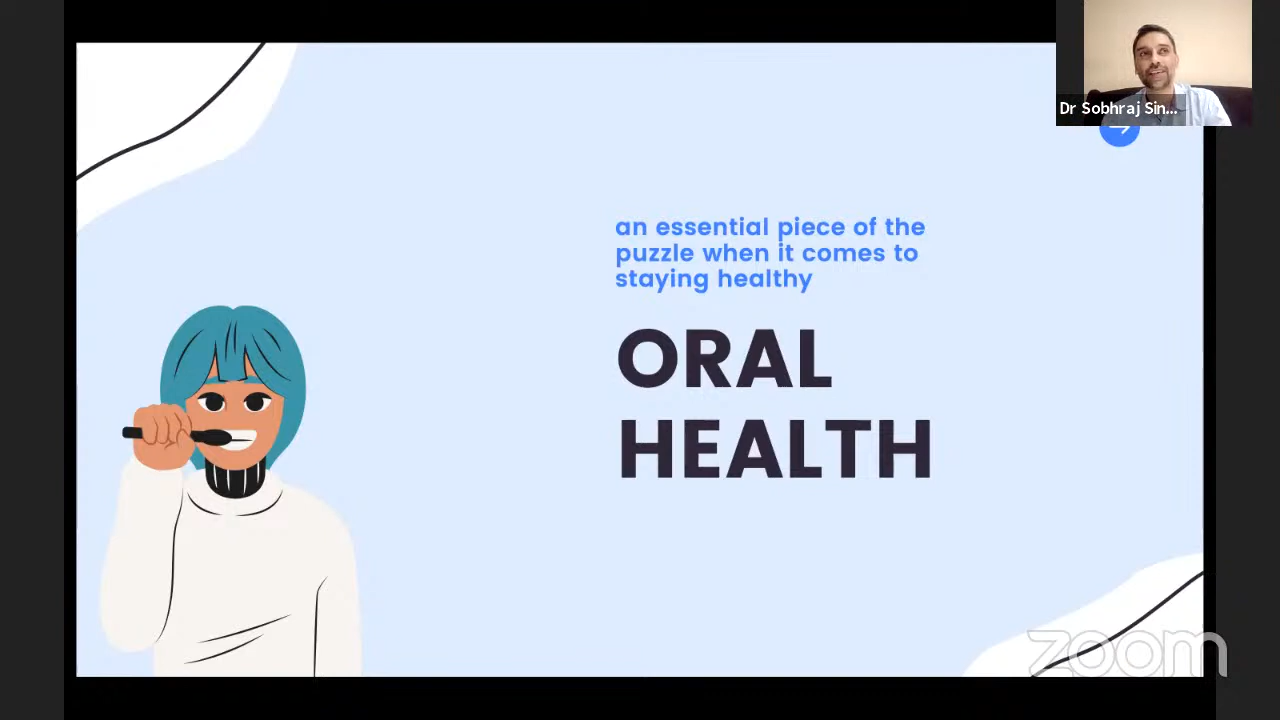 Dr Sobhraj Sin...
an essential piece of the
puzzle when it comes to
staying healthy
ORAL
HEALTH
zoom